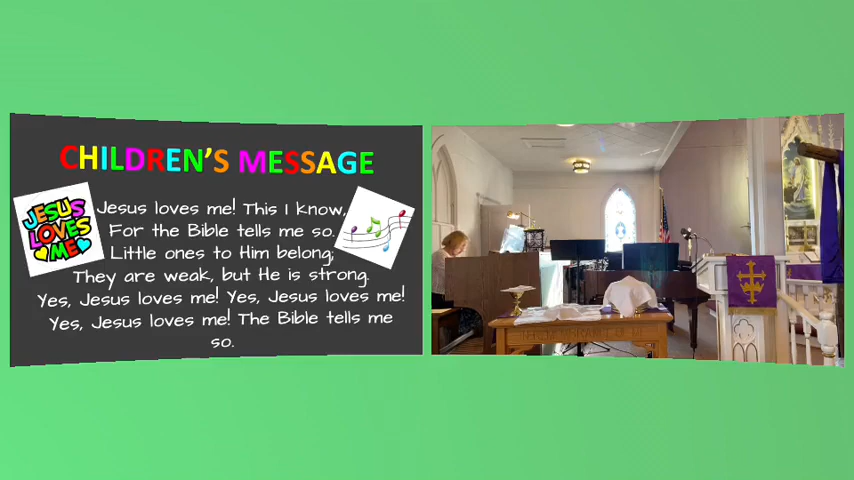 CHILDREN'S MESSAGE
JESUS
LOVES
ME
Jesus loves me! This I know,
For the Bible tells me so.
Little ones to Him belong;
They are weak, but He is strong.
Yes, Jesus loves me! Yes, Jesus loves me!
Yes, Jesus loves me! The Bible tells me
so.